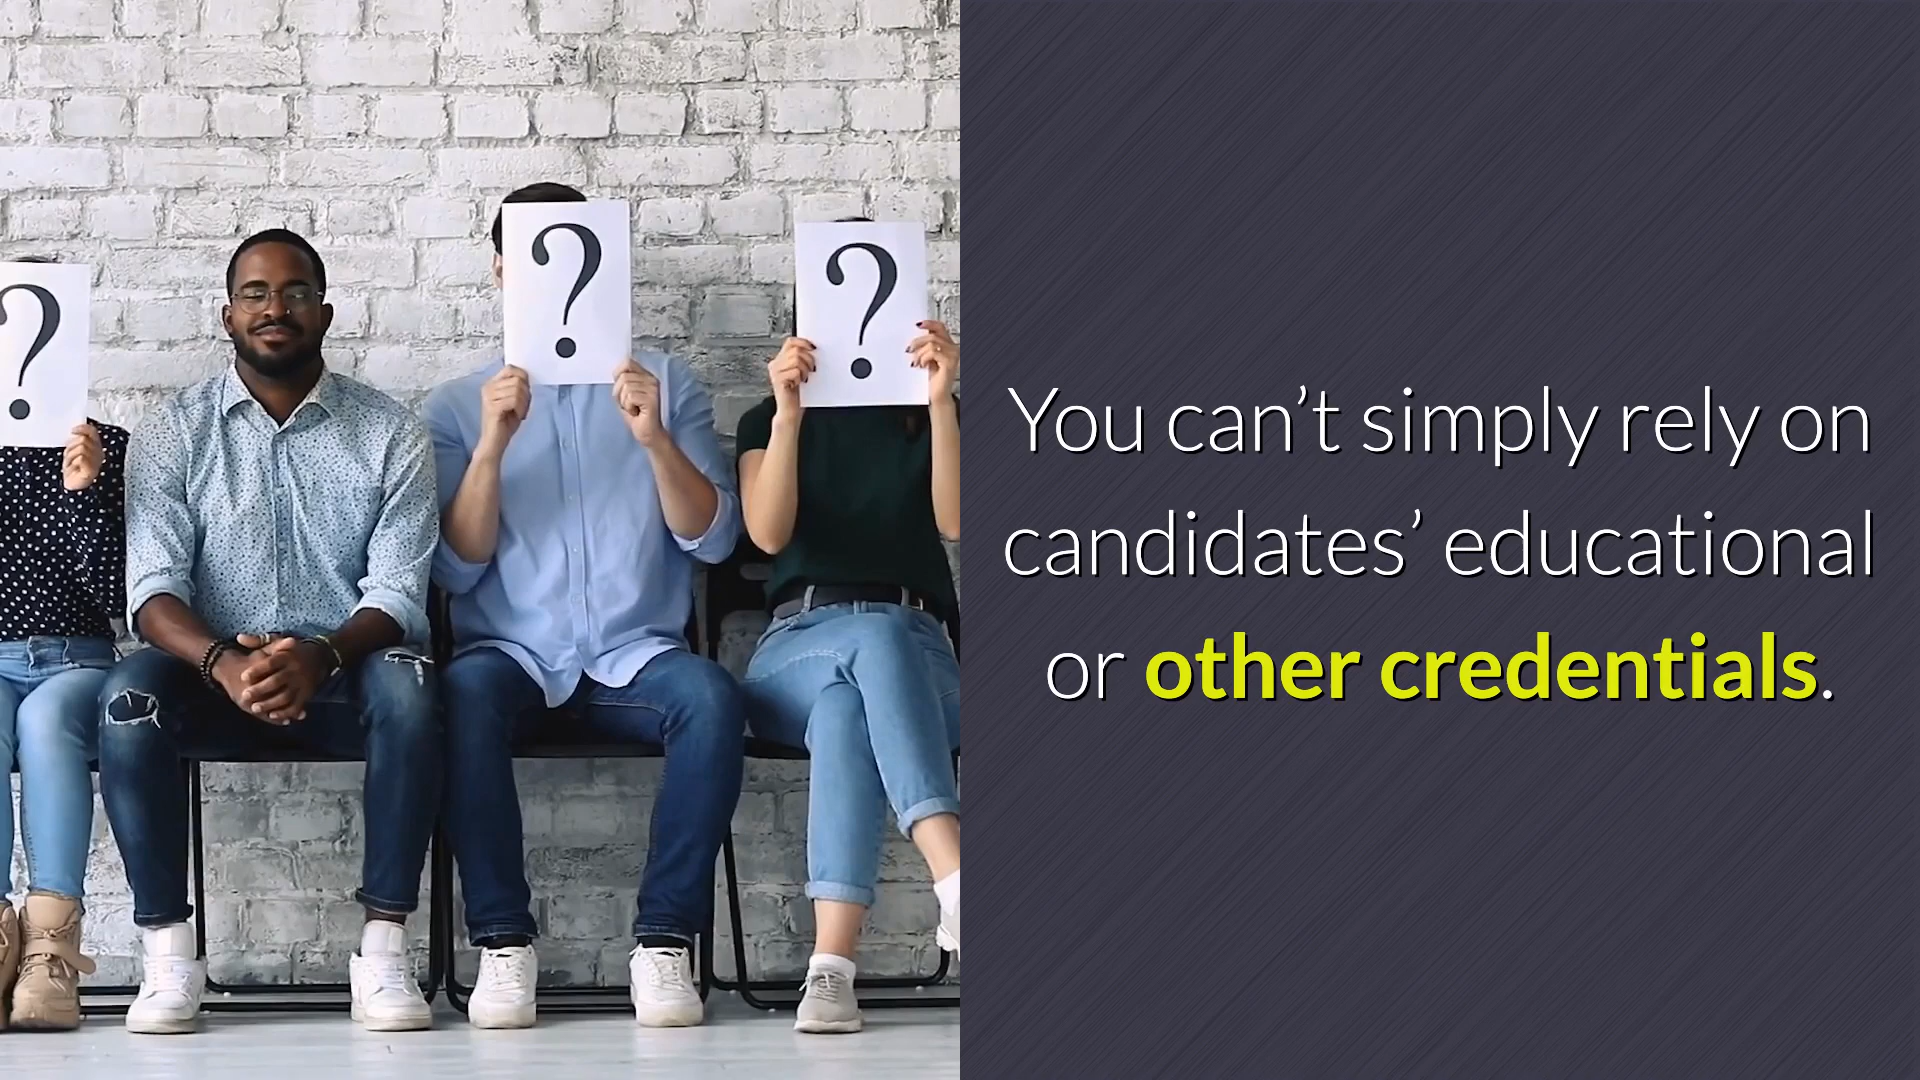 ?
?
?
You can’t simply rely on
candidates’ educational
or other credentials.